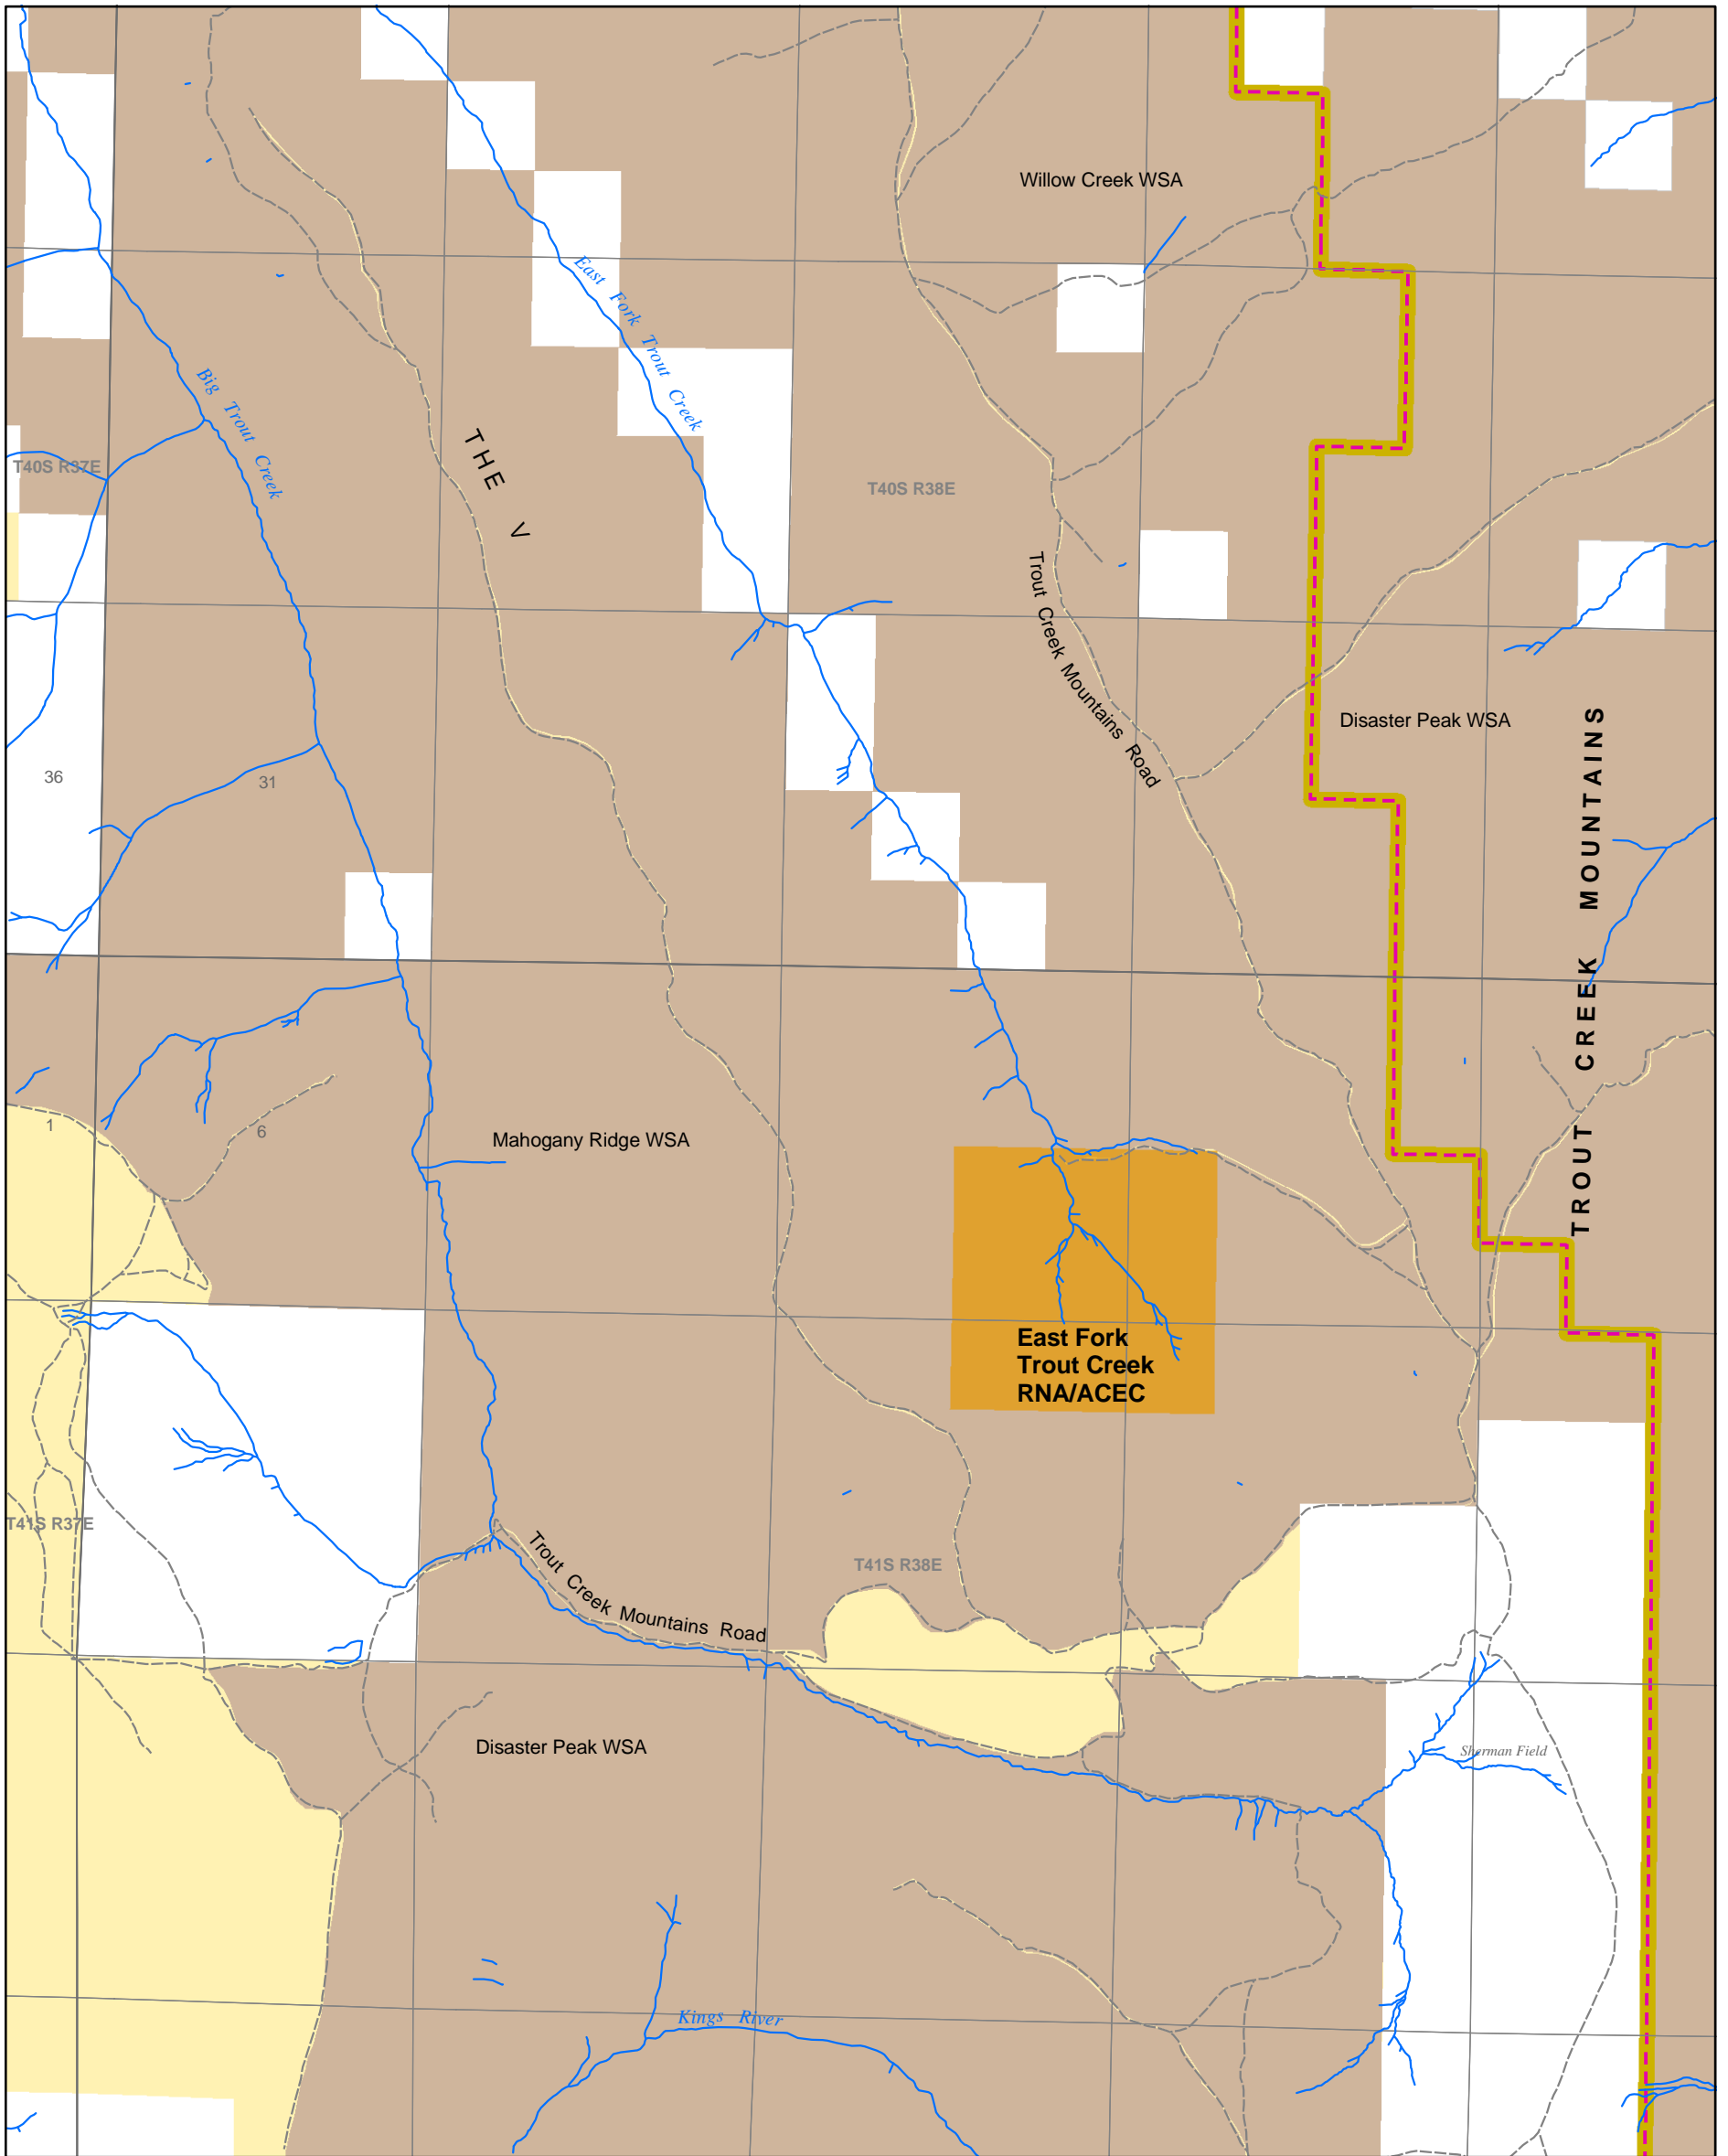 Willow Creek WSA
East Fork Trout Creek
Big Trout Creek
THE V
T40S R37E
T40S R38E
Trout Creek Mountains Road
Disaster Peak WSA
TROUT CREEK MOUNTAINS
36
31
1
6
Mahogany Ridge WSA
East Fork
Trout Creek
RNA/ACEC
T41S R37E
Trout Creek Mountains Road
T41S R38E
Disaster Peak WSA
Sherman Field
Kings River